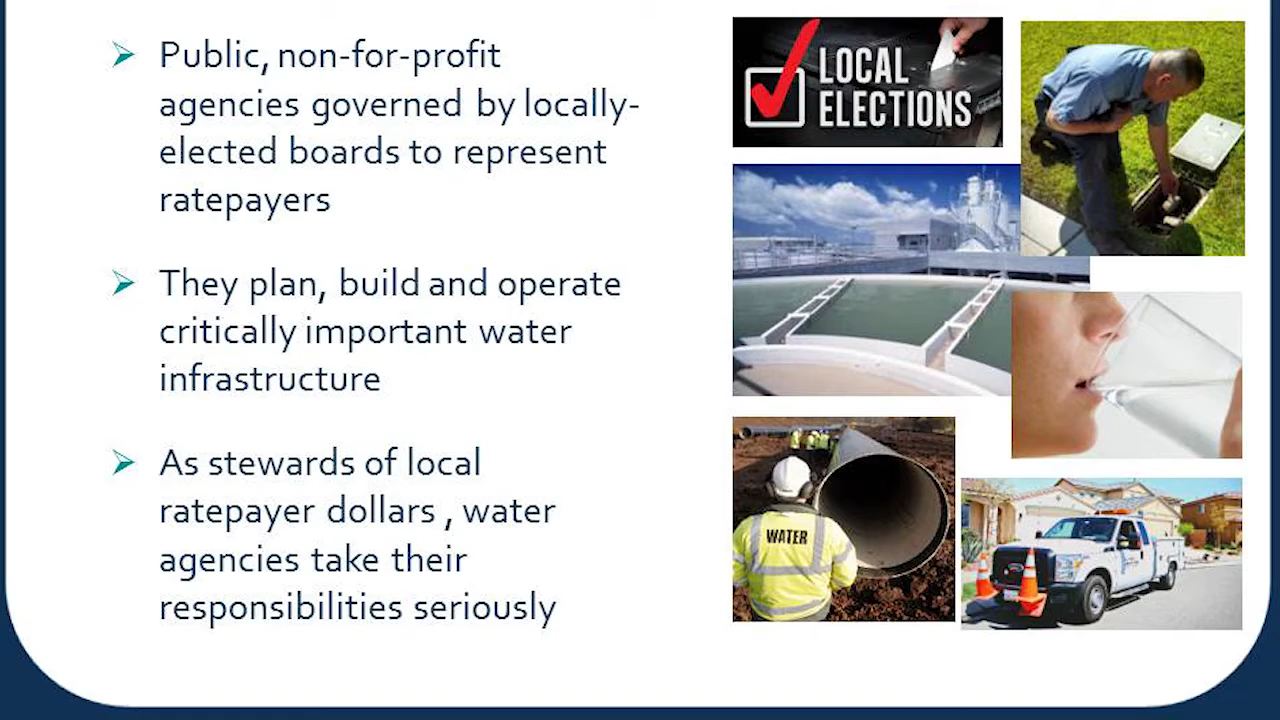 Public, non-for-profit
agencies governed by locally-
elected boards to represent
ratepayers
They plan, build and operate
critically important water
infrastructure
As stewards of local
ratepayer dollars , water
agencies take their
responsibilities seriously
LOCAL
ELECTIONS
WATER